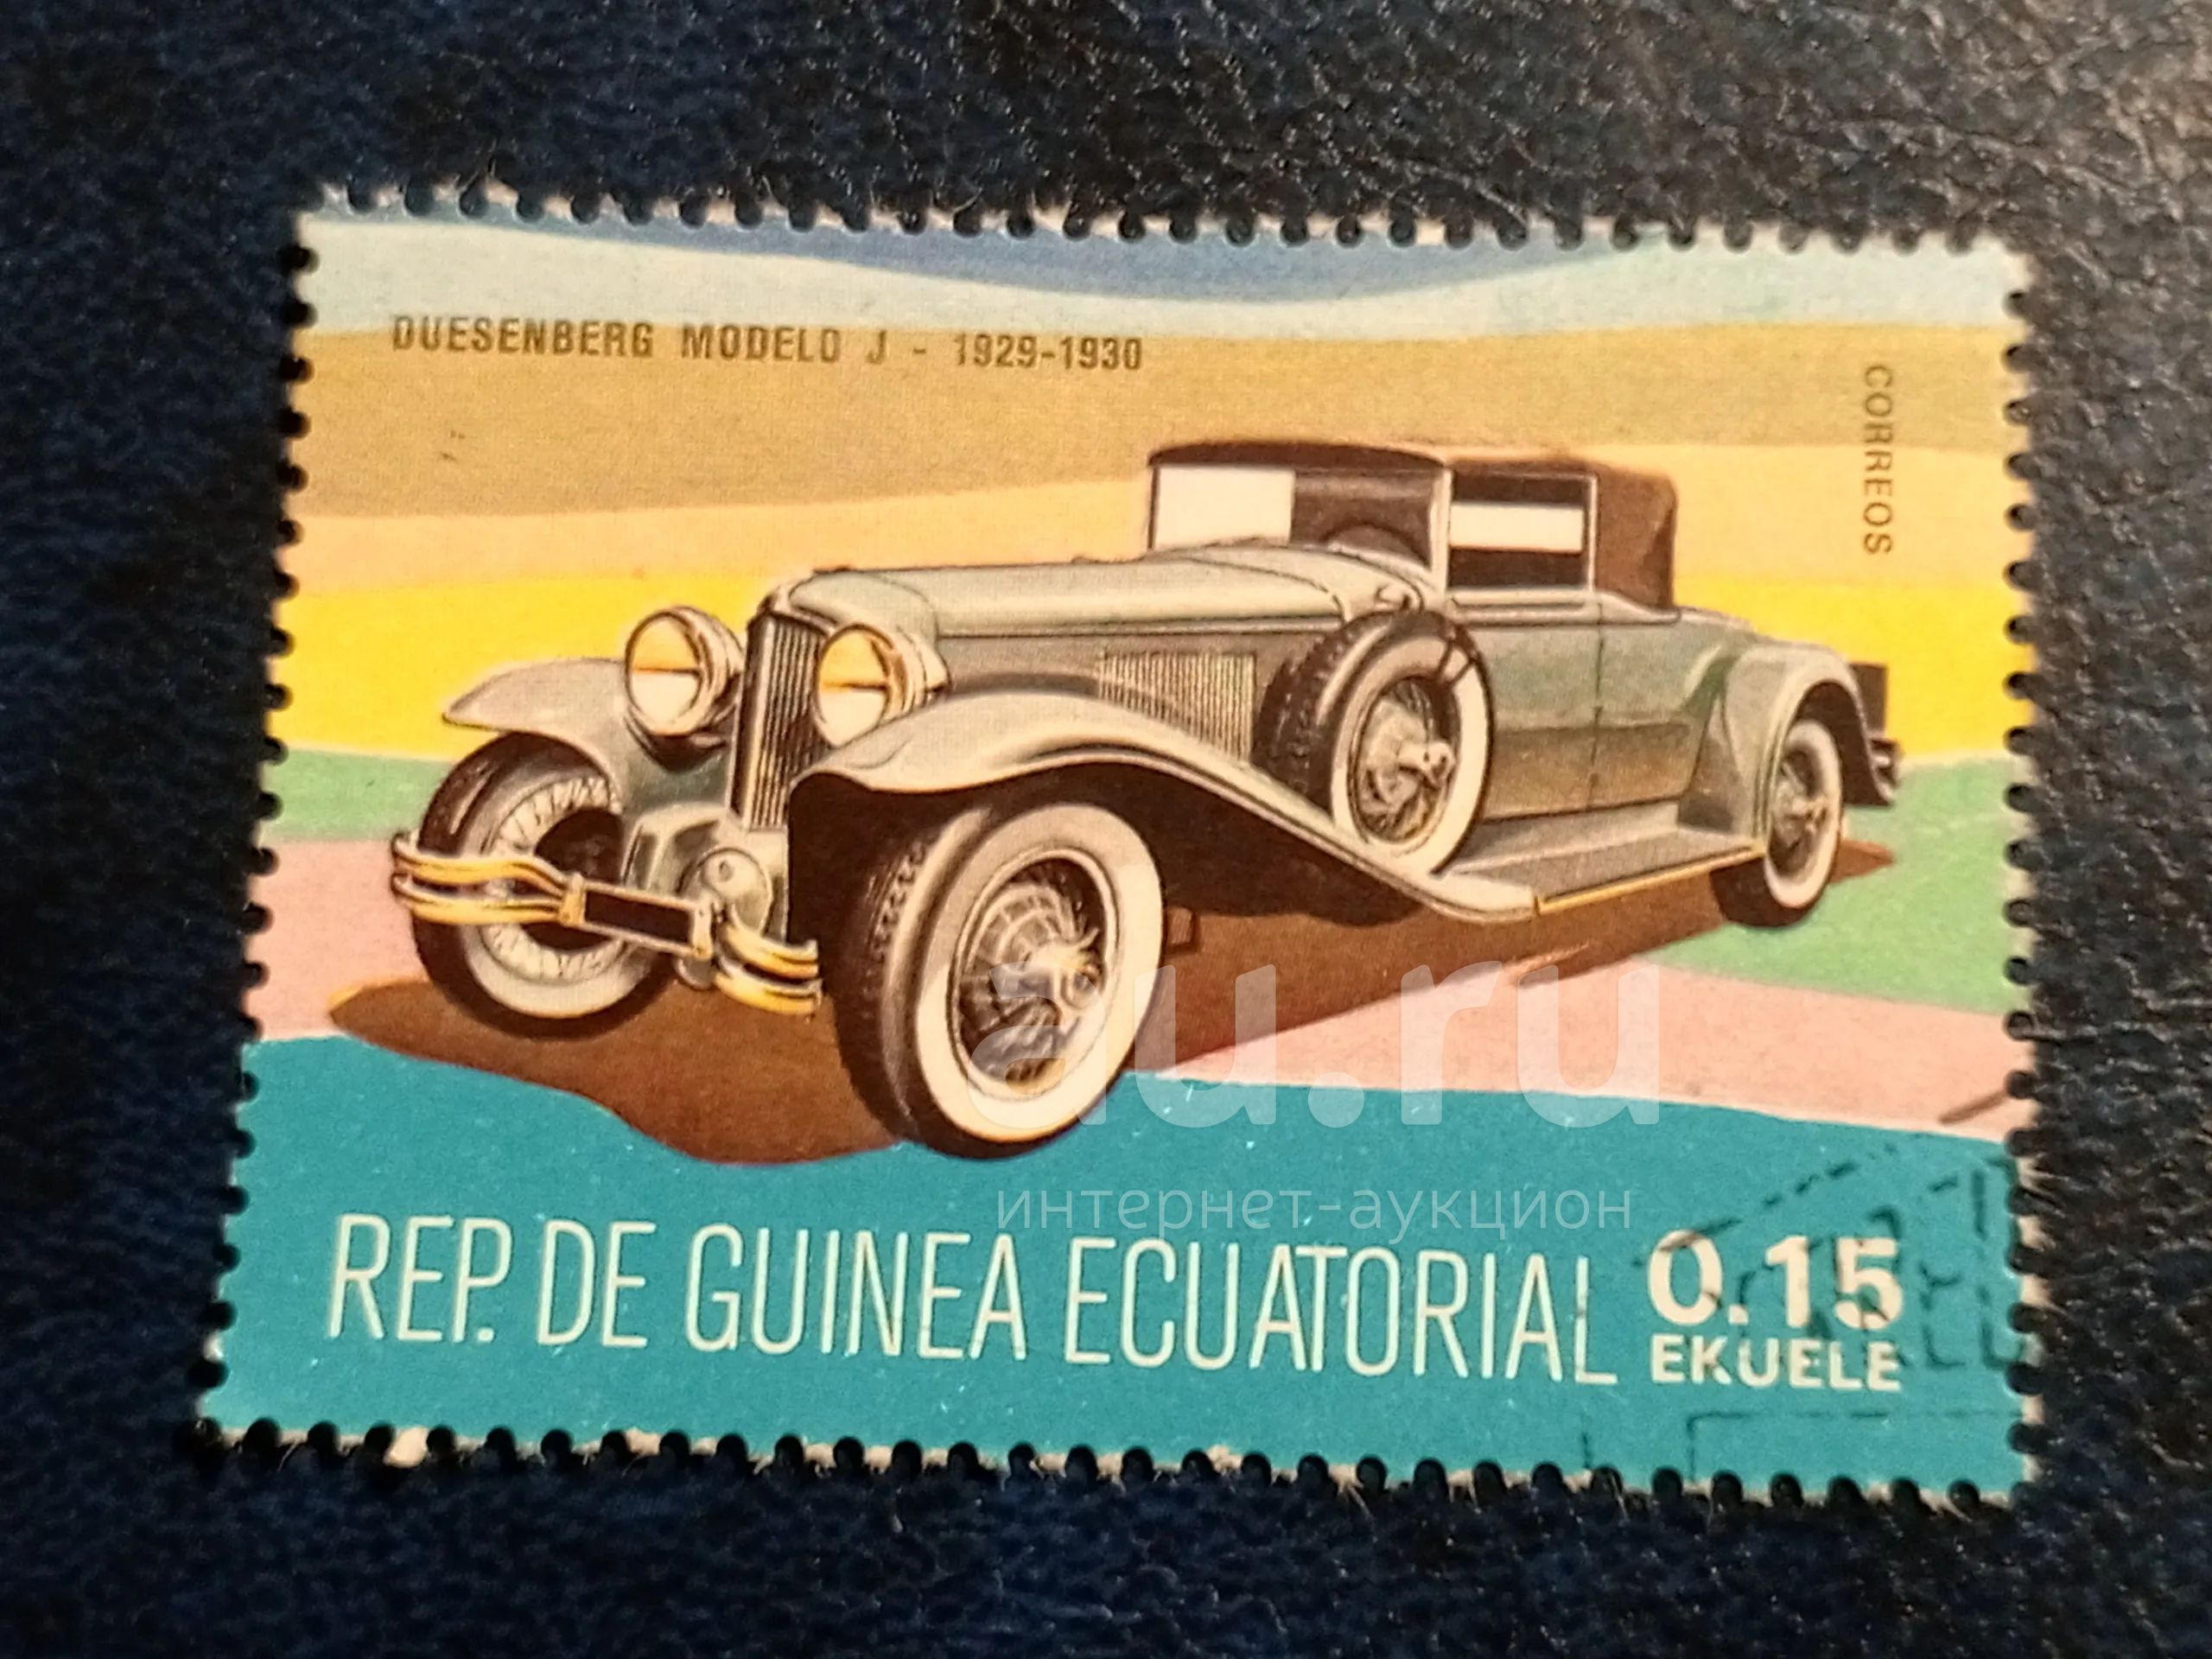 DUESENBERG MODELO J - 1929-1930
CORREOS
au.ru
интернет-аукцион
REP. DE GUINEA ECUATORIAL 0.15
EKUELE